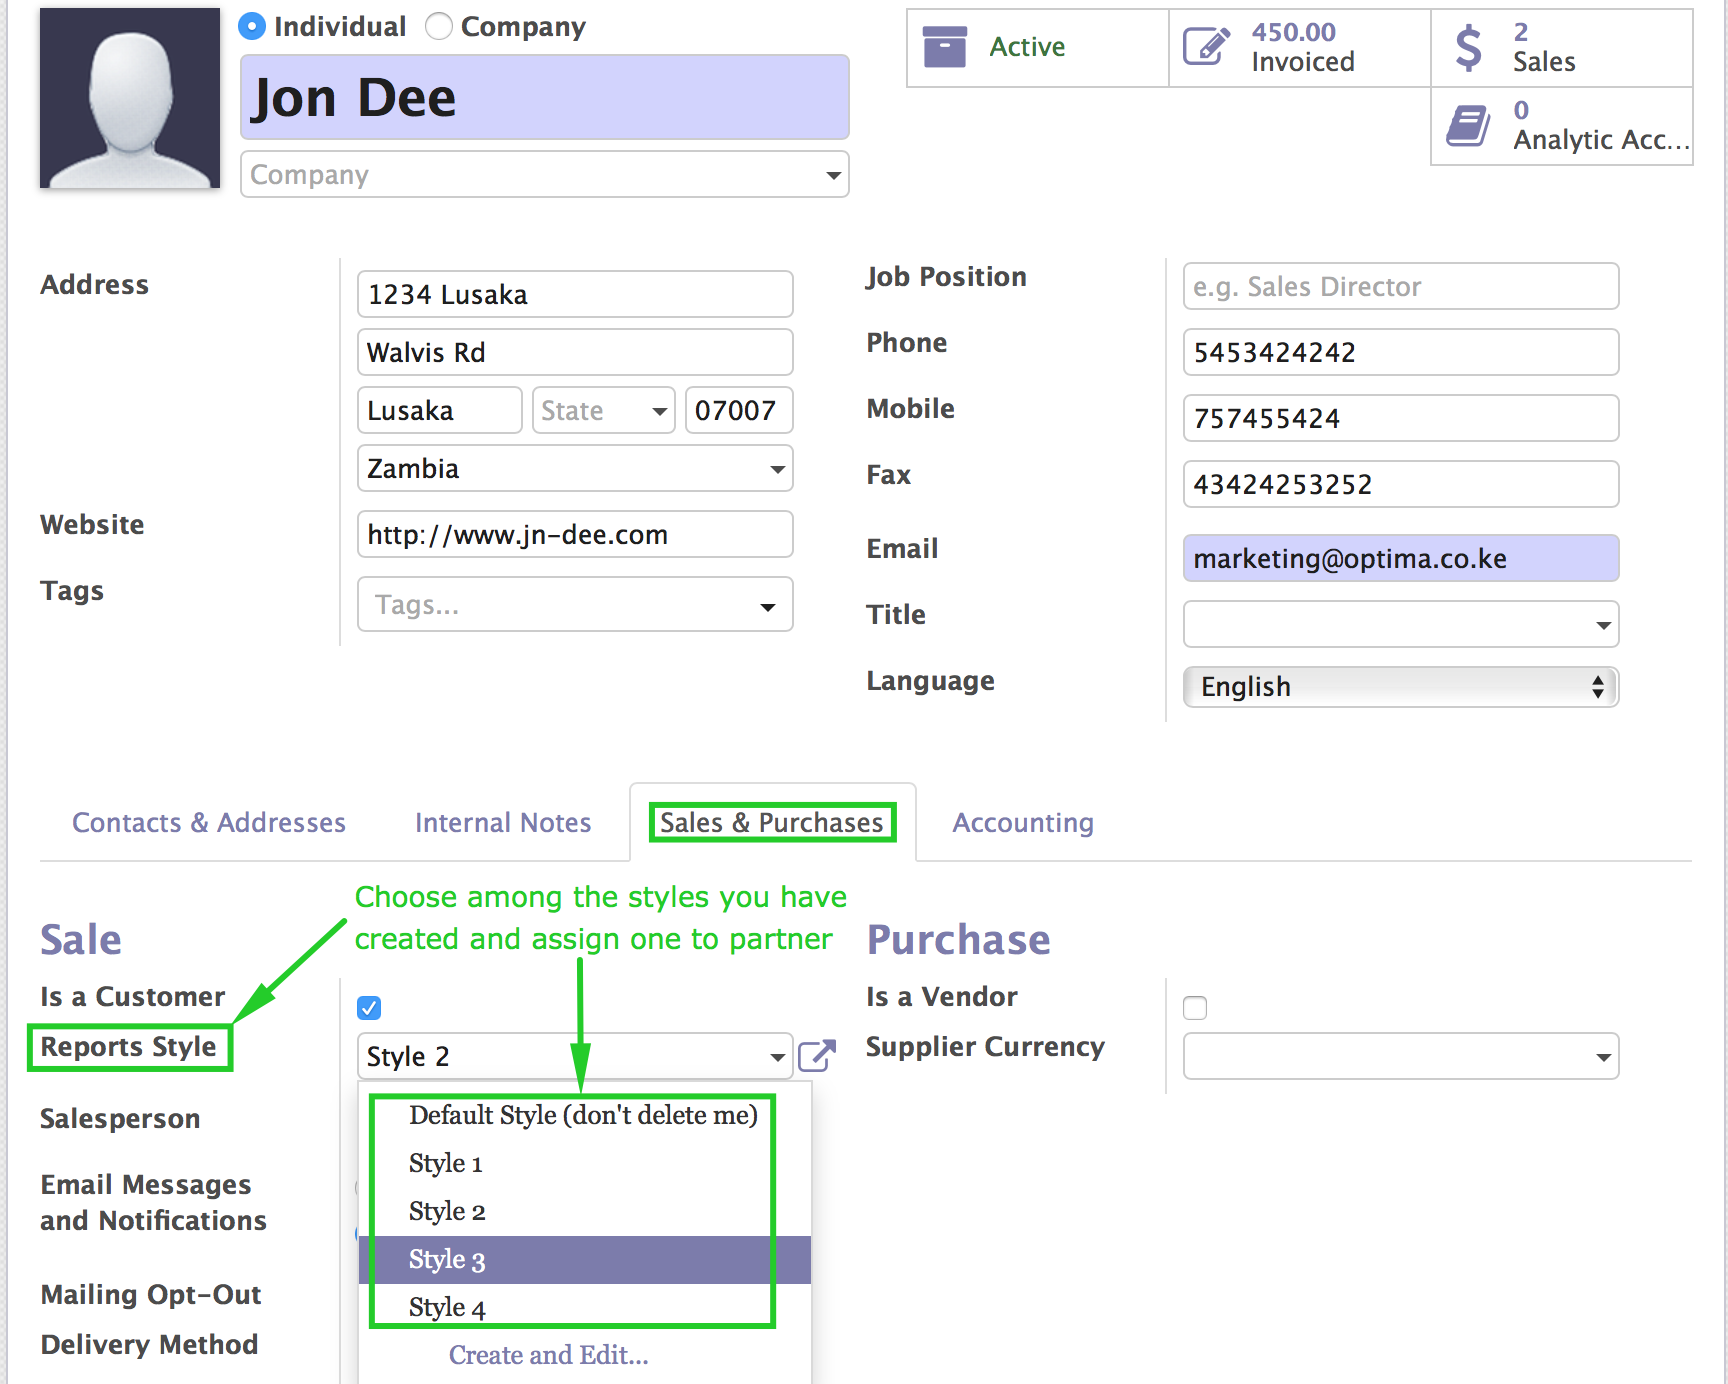 Individual Company
Jon Dee
Company
Active
450.00
Invoiced
2
Sales
0
Analytic Acc...
Address
1234 Lusaka
Walvis Rd
Lusaka State 07007
Zambia
Website
http://www.jn-dee.com
Tags
Tags...
Job Position
e.g. Sales Director
Phone
5453424242
Mobile
757455424
Fax
43424253252
Email
marketing@optima.co.ke
Title
Language
English
Contacts & Addresses Internal Notes Sales & Purchases Accounting
Choose among the styles you have
created and assign one to partner
Sale
Is a Customer
Reports Style
Style 2
Default Style (don't delete me)
Style 1
Style 2
Style 3
Style 4
Create and Edit...
Salesperson
Email Messages
and Notifications
Mailing Opt-Out
Delivery Method
Purchase
Is a Vendor
Supplier Currency